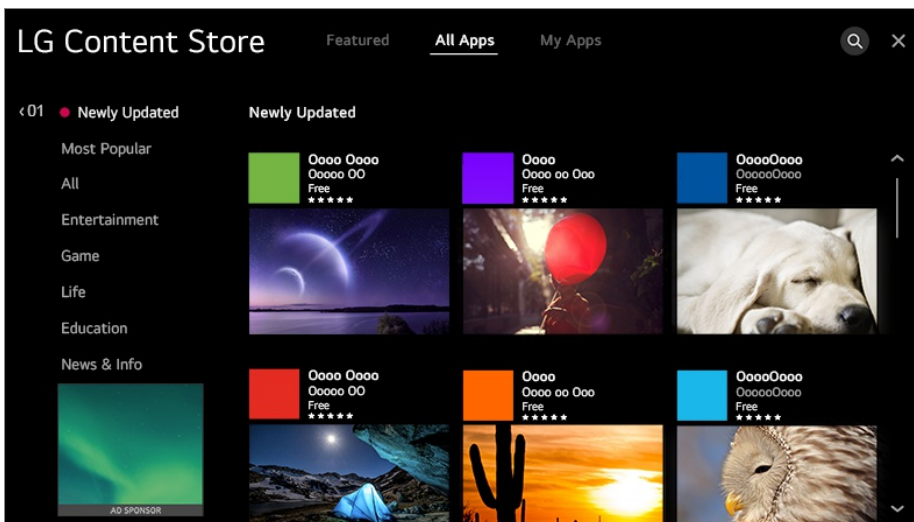 LG Content Store
Featured
All Apps
My Apps
‹01
Newly Updated
Most Popular
All
Entertainment
Game
Life
Education
News & Info
AD SPONSOR
Newly Updated
Oooo Oooo
Ooooo OO
Free
★★★★★
Oooo
Oooo oo Ooo
Free
★★★★★
OoooOooo
OooooOooo
Free
★★★★★
Oooo Oooo
Ooooo OO
Free
★★★★★
Oooo
Oooo oo Ooo
Free
★★★★★
OoooOooo
OooooOooo
Free
★★★★★